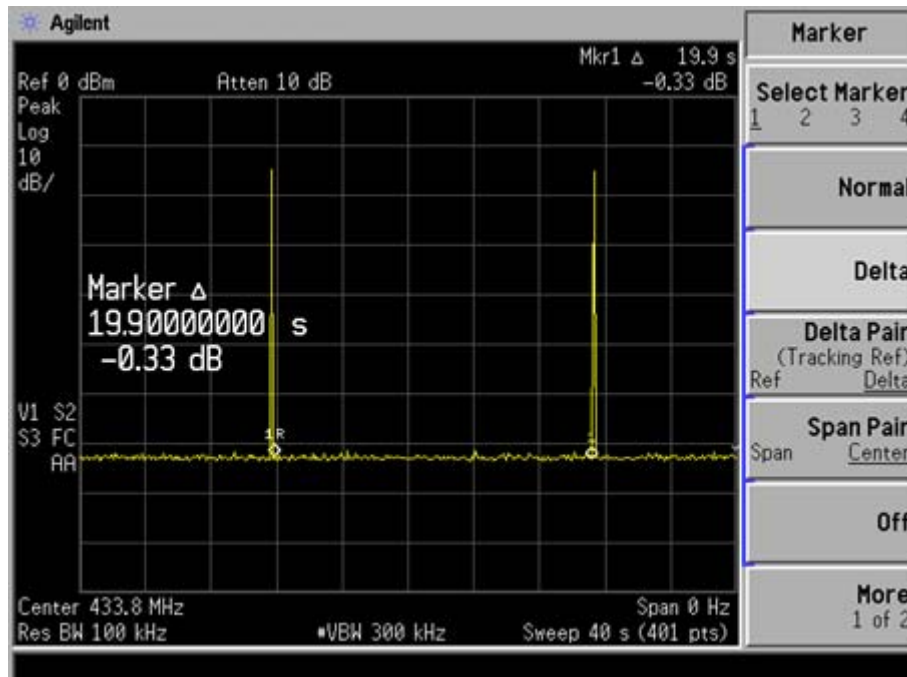 Agilent
Marker
Mkr1 Δ 19.9 s
Ref 0 dBm Atten 10 dB -0.33 dB
Peak
Log
10
dB/
Select Marker
1 2 3 4
Normal
Delta
Marker Δ
19.90000000 s
-0.33 dB
Delta Pair
(Tracking Ref)
Ref Delta
Span Pair
Span Center
V1 S2
S3 FC
AA
1R
Off
More
1 of 2
Center 433.8 MHz Span 0 Hz
Res BW 100 kHz #VBW 300 kHz Sweep 40 s (401 pts)